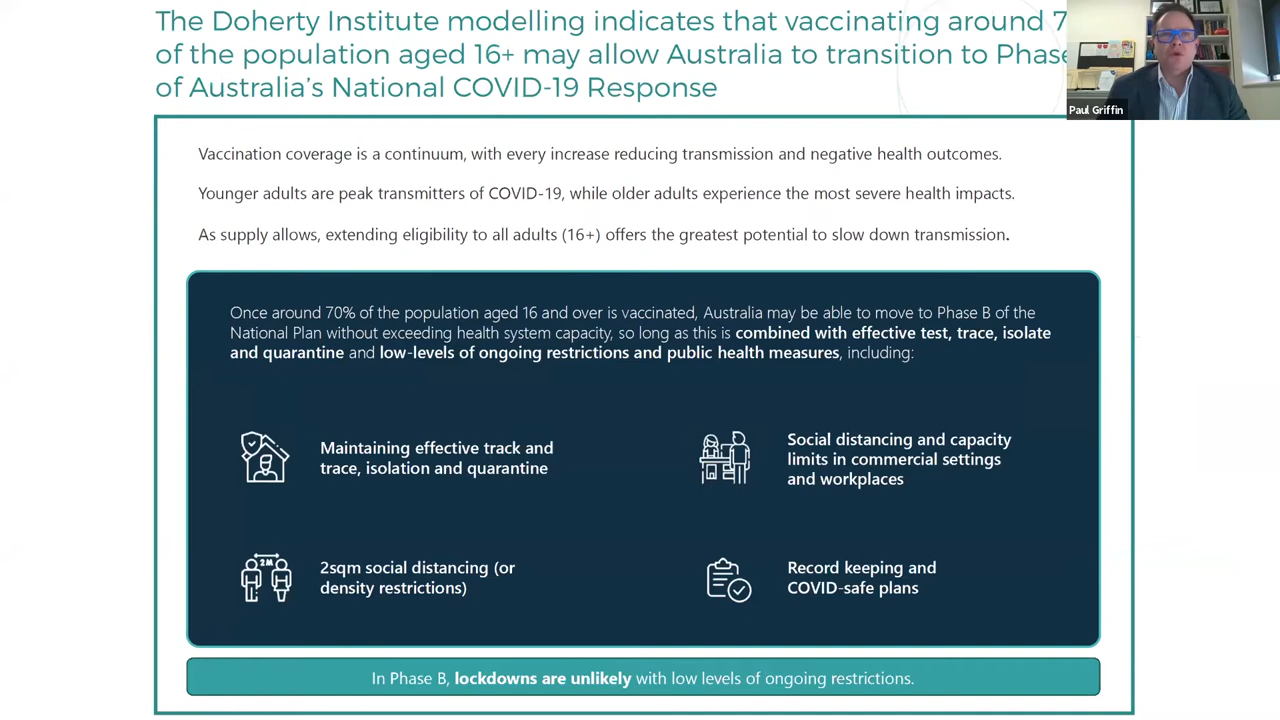 The Doherty Institute modelling indicates that vaccinating around 7
of the population aged 16+ may allow Australia to transition to Phase
of Australia's National COVID-19 Response
Paul Griffin
Vaccination coverage is a continuum, with every increase reducing transmission and negative health outcomes.
Younger adults are peak transmitters of COVID-19, while older adults experience the most severe health impacts.
As supply allows, extending eligibility to all adults (16+) offers the greatest potential to slow down transmission.
Once around 70% of the population aged 16 and over is vaccinated, Australia may be able to move to Phase B of the
National Plan without exceeding health system capacity, so long as this is combined with effective test, trace, isolate
and quarantine and low-levels of ongoing restrictions and public health measures, including:
Maintaining effective track and
trace, isolation and quarantine
Social distancing and capacity
limits in commercial settings
and workplaces
2M
2sqm social distancing (or
density restrictions)
Record keeping and
COVID-safe plans
In Phase B, lockdowns are unlikely with low levels of ongoing restrictions.